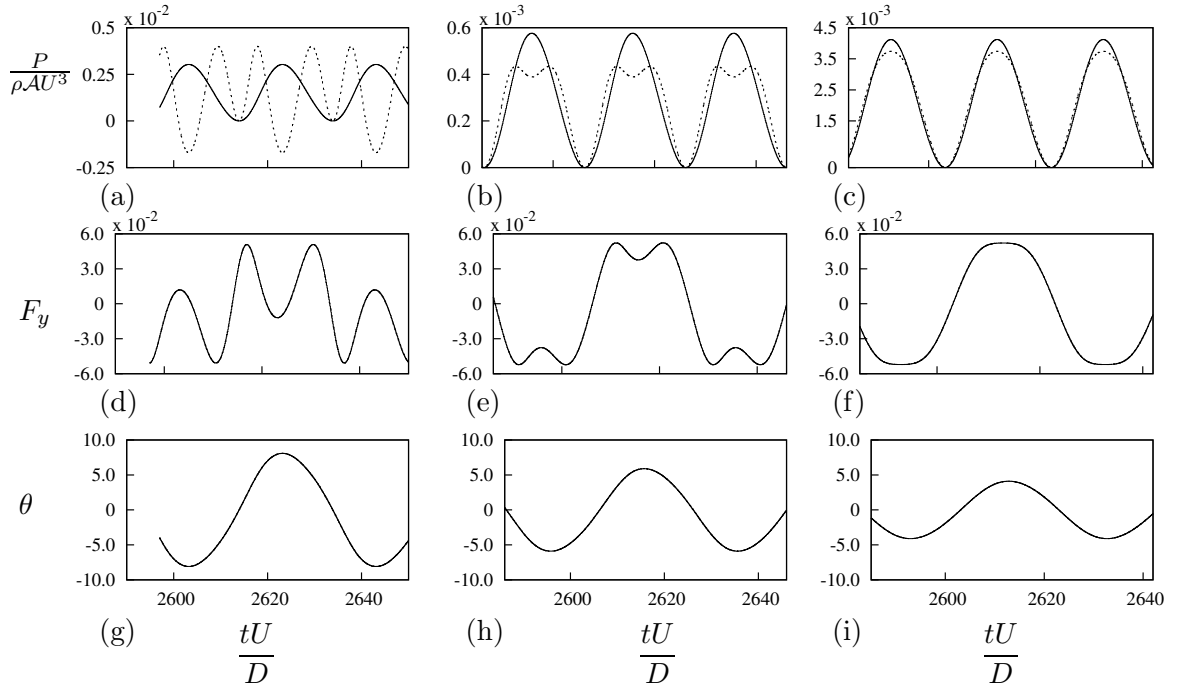 x 10-2 x 10-3 x 10-3
0.5 0.6 4.5
P/ρAU3 0.25 0.4 3.5
0 0.2 1.5
-0.25 0 0
(a) (b) (c)
x 10-2 x 10-2 x 10-2
6.0 6.0 6.0
3.0 3.0 3.0
Fy 0 0 0
-3.0 -3.0 -3.0
-6.0 -6.0 -6.0
(d) (e) (f)
10.0 10.0 10.0
5.0 5.0 5.0
θ 0 0 0
-5.0 -5.0 -5.0
-10.0 -10.0 -10.0
2600 2620 2640 2600 2620 2640 2600 2620 2640
(g) tU/D (h) tU/D (i) tU/D